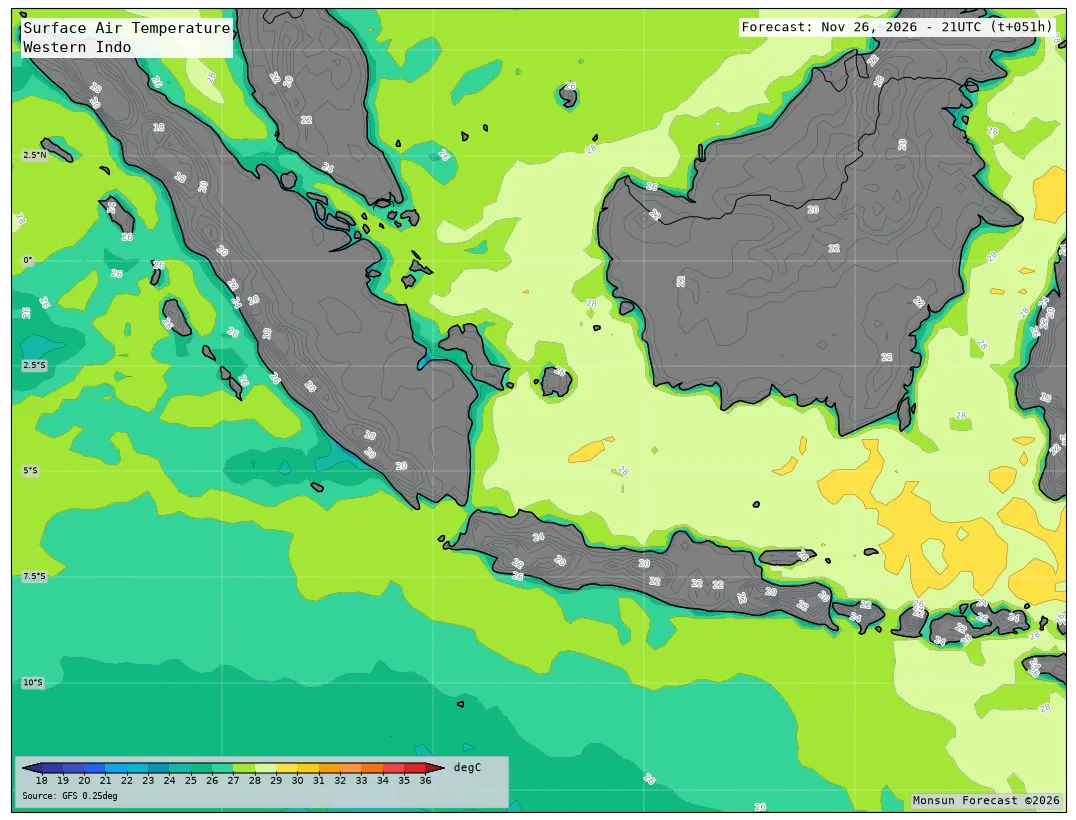 Surface Air Temperature
Western Indo
Forecast: Nov 26, 2026 - 21UTC (t+051h)
2.5°N
0°
2.5°S
5°S
7.5°S
10°S
degC
18 19 20 21 22 23 24 25 26 27 28 29 30 31 32 33 34 35 36
Source: GFS 0.25deg
Monsun Forecast ©2026